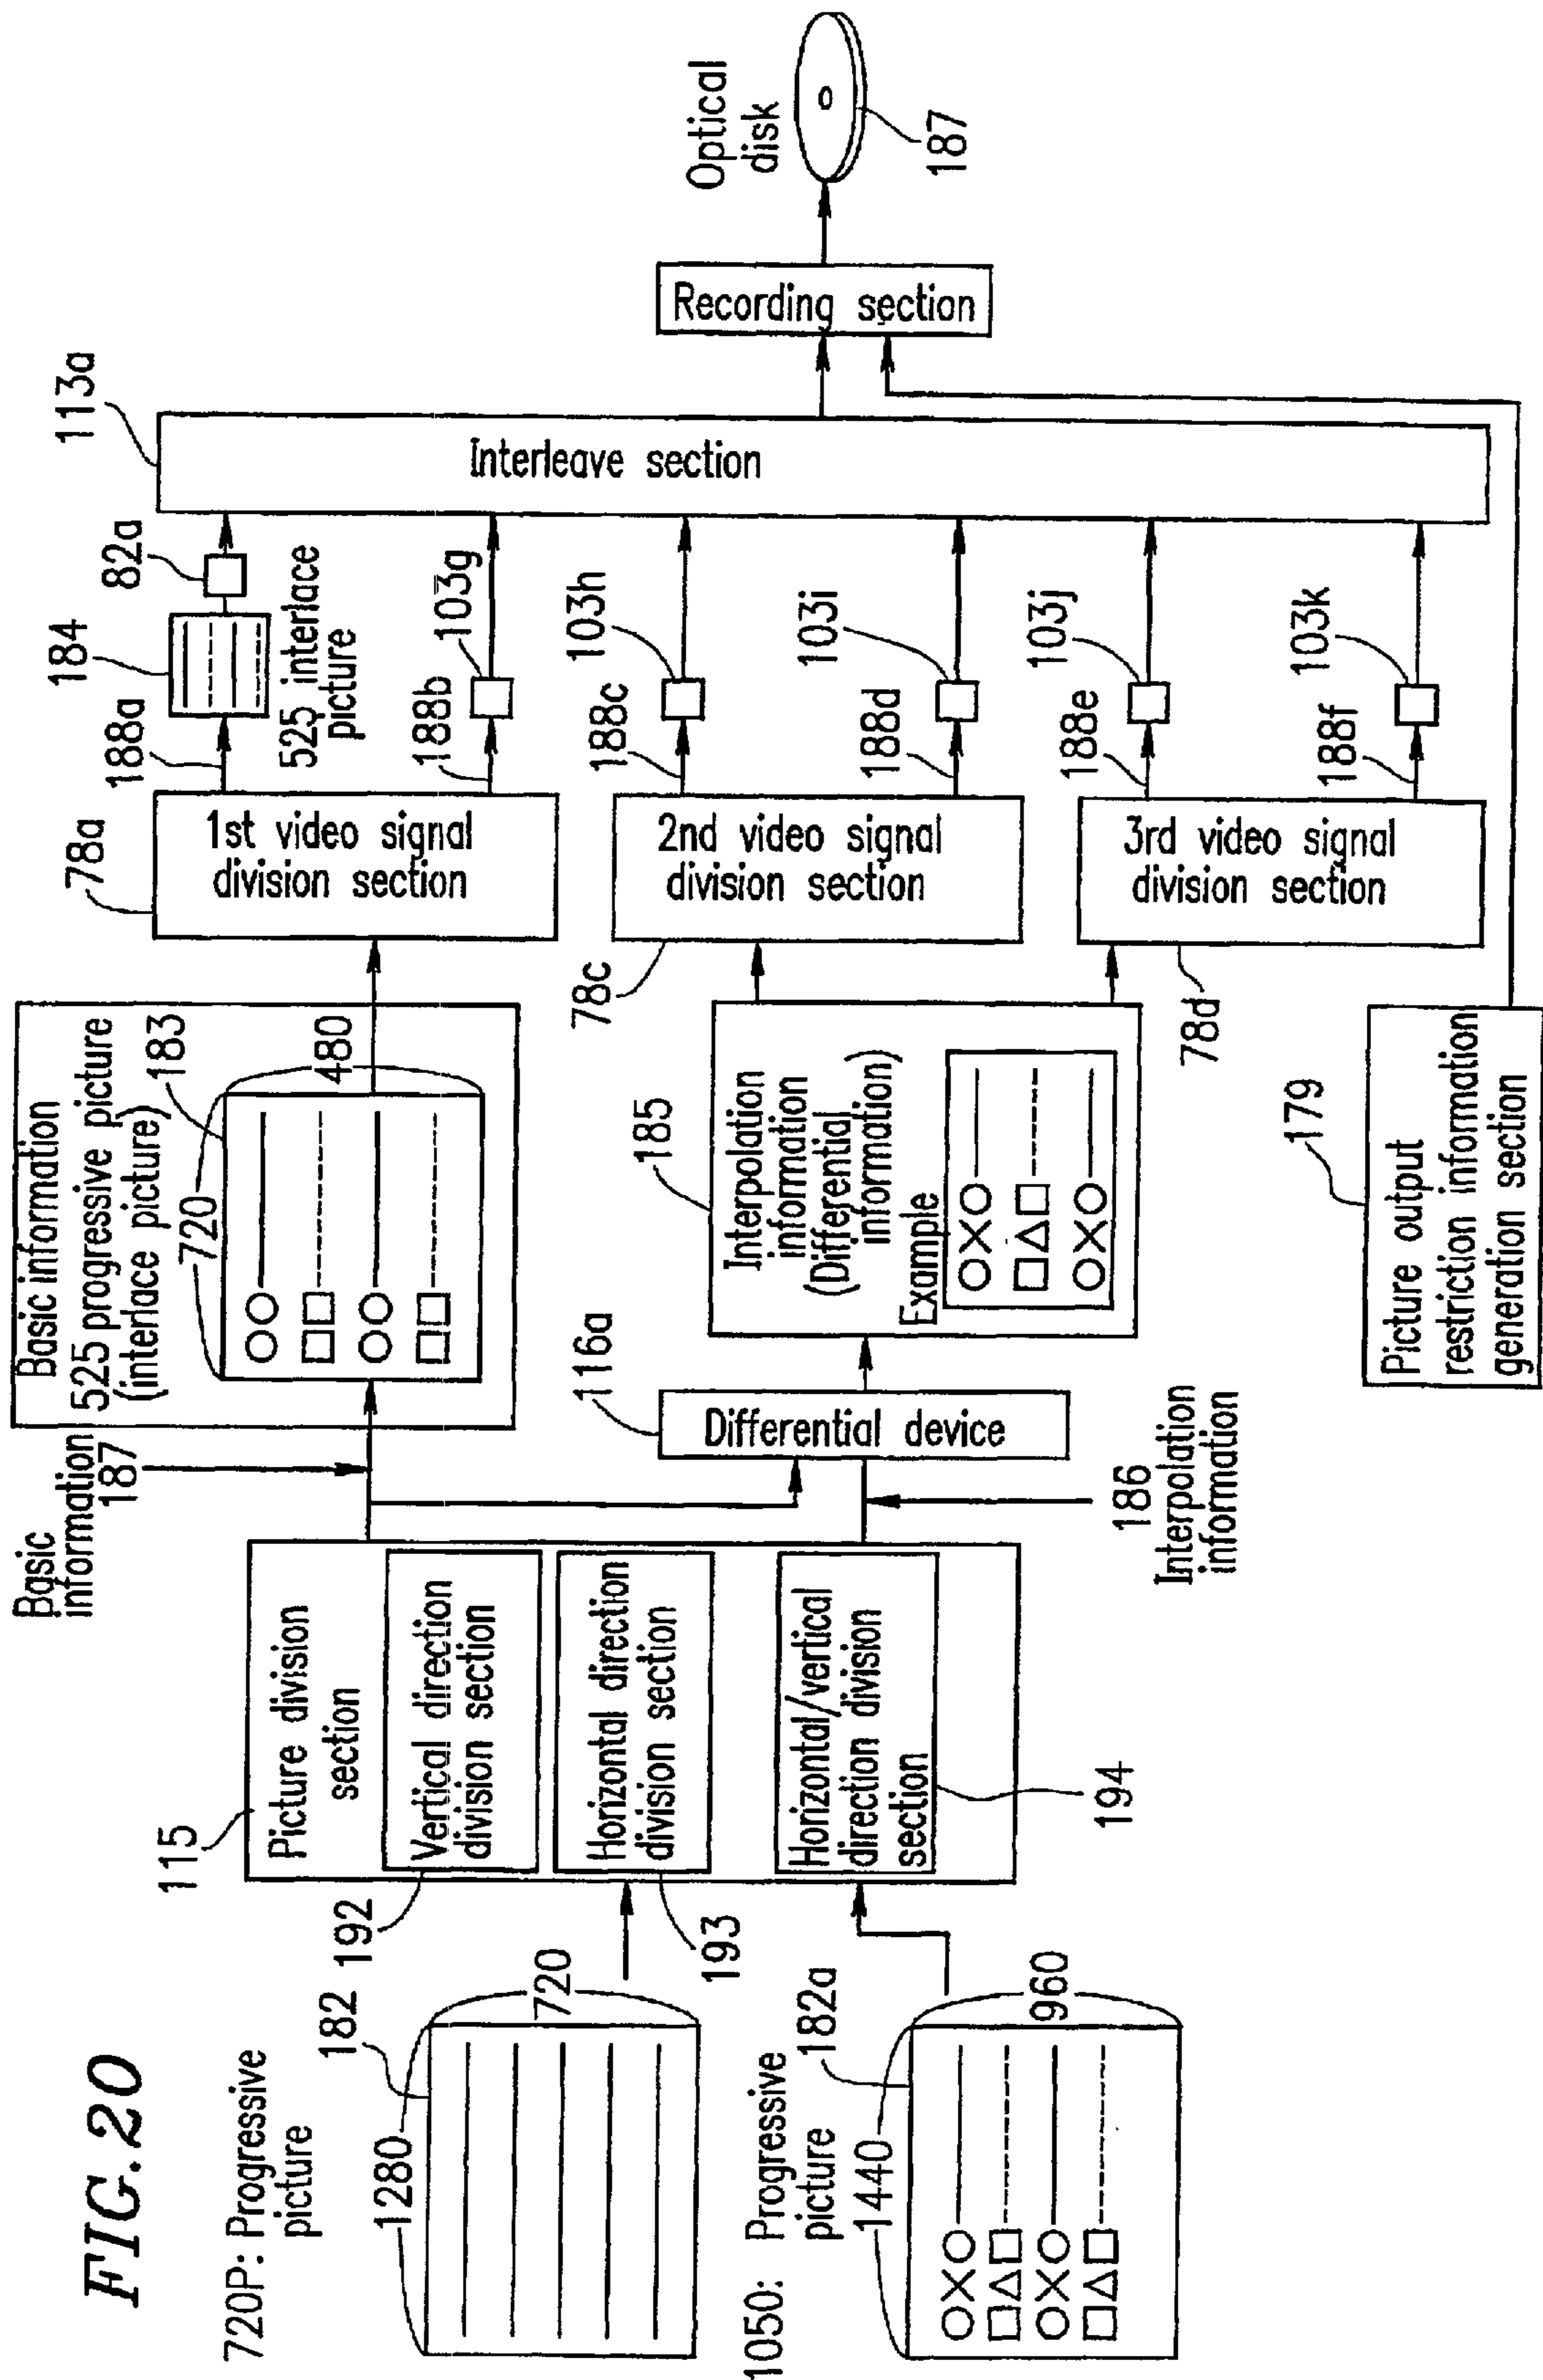 FIG. 20
720P: Progressive
picture
1280
182
720
1050: Progressive
picture
1440
182a
960
115
Picture division
section
192
Vertical direction
division section
Horizontal direction
division section
193
Horizontal/vertical
direction division
section
194
Basic
information
187
186
Interpolation
information
116a
Differential device
Basic information
525 progressive picture
(interlace picture)
183
720
480
185
Interpolation
information
(Differential
information)
Example
179
Picture output
restriction information
generation section
78a
1st video signal
division section
78c
2nd video signal
division section
78d
3rd video signal
division section
188a
184
82a
525 interlace
picture
188b
103g
188c
103h
188d
103i
188e
103j
188f
103k
113a
Interleave section
Recording section
Optical
disk
187